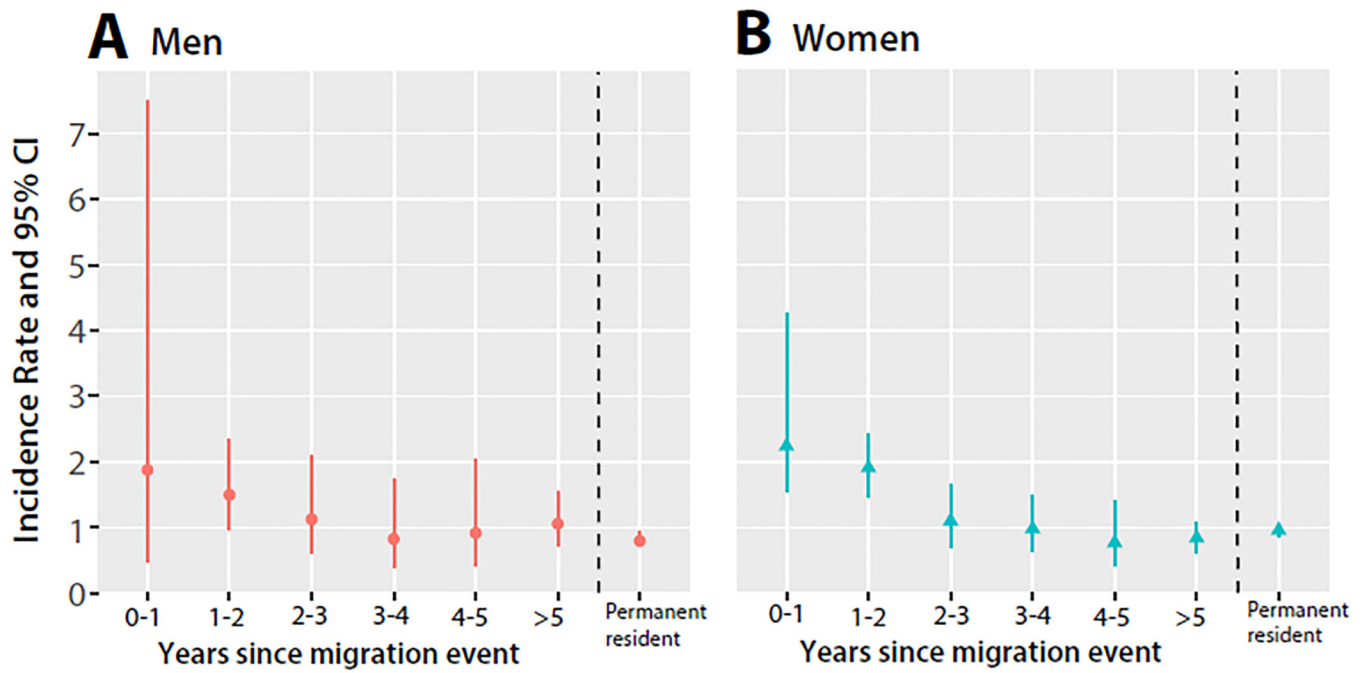 A Men
B Women
Incidence Rate and 95% CI
7
6
5
4
3
2
1
0
0-1 1-2 2-3 3-4 4-5 >5 Permanent
resident
Years since migration event
0-1 1-2 2-3 3-4 4-5 >5 Permanent
resident
Years since migration event